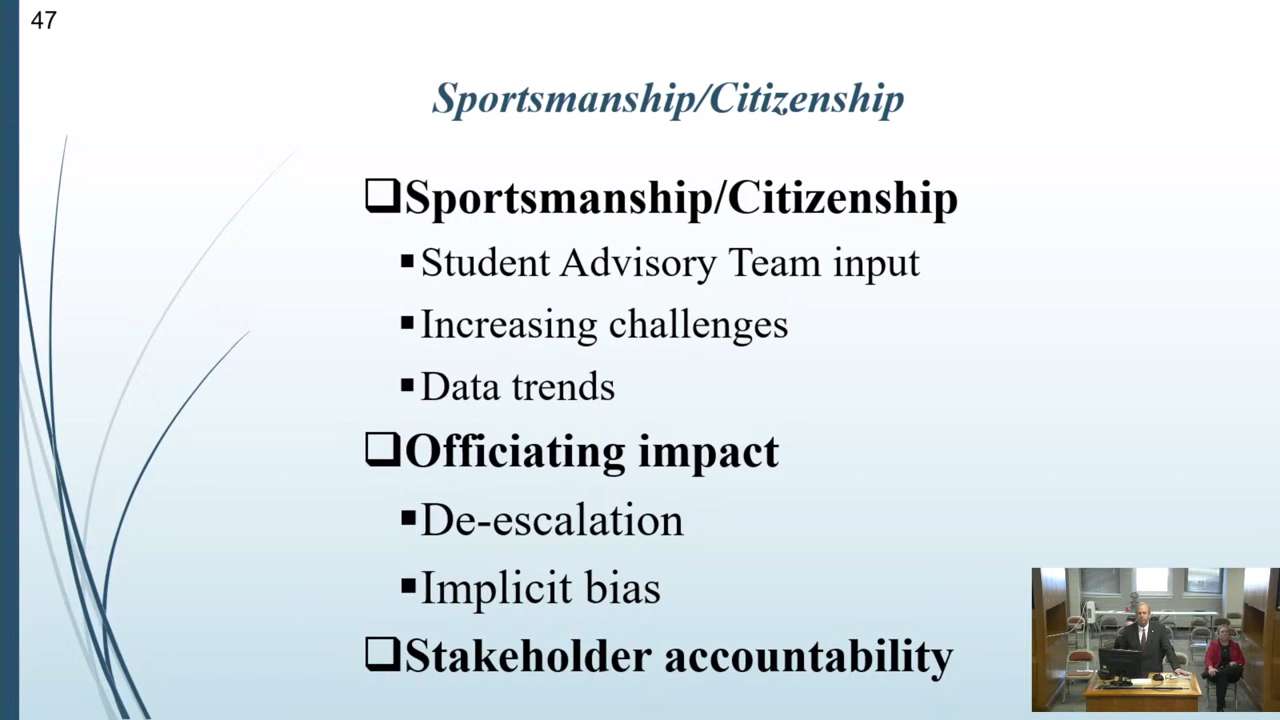 47
Sportsmanship/Citizenship
❑Sportsmanship/Citizenship
▪Student Advisory Team input
▪Increasing challenges
▪Data trends
❑Officiating impact
▪De-escalation
▪Implicit bias
❑Stakeholder accountability